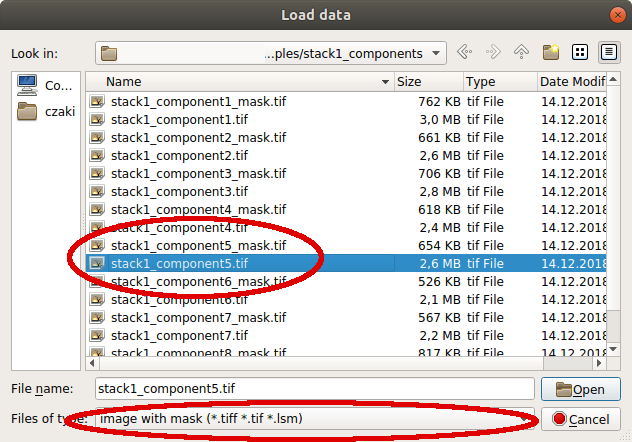 Load data
Look in: ...ples/stack1_components
Name Size Type Date Modif
Co... stack1_component1_mask.tif 762 KB tif File 14.12.2018
czaki stack1_component1.tif 3,0 MB tif File 14.12.2018
stack1_component2_mask.tif 661 KB tif File 14.12.2018
stack1_component2.tif 2,6 MB tif File 14.12.2018
stack1_component3_mask.tif 706 KB tif File 14.12.2018
stack1_component3.tif 2,8 MB tif File 14.12.2018
stack1_component4_mask.tif 618 KB tif File 14.12.2018
stack1_component4.tif 2,4 MB tif File 14.12.2018
stack1_component5_mask.tif 654 KB tif File 14.12.2018
stack1_component5.tif 2,6 MB tif File 14.12.2018
stack1_component6_mask.tif 526 KB tif File 14.12.2018
stack1_component6.tif 2,1 MB tif File 14.12.2018
stack1_component7_mask.tif 567 KB tif File 14.12.2018
stack1_component7.tif 2,2 MB tif File 14.12.2018
stack1_component8_mask.tif 817 KB tif File 14.12.2018
File name: stack1_component5.tif Open
Files of type: image with mask (*.tiff *.tif *.lsm) Cancel